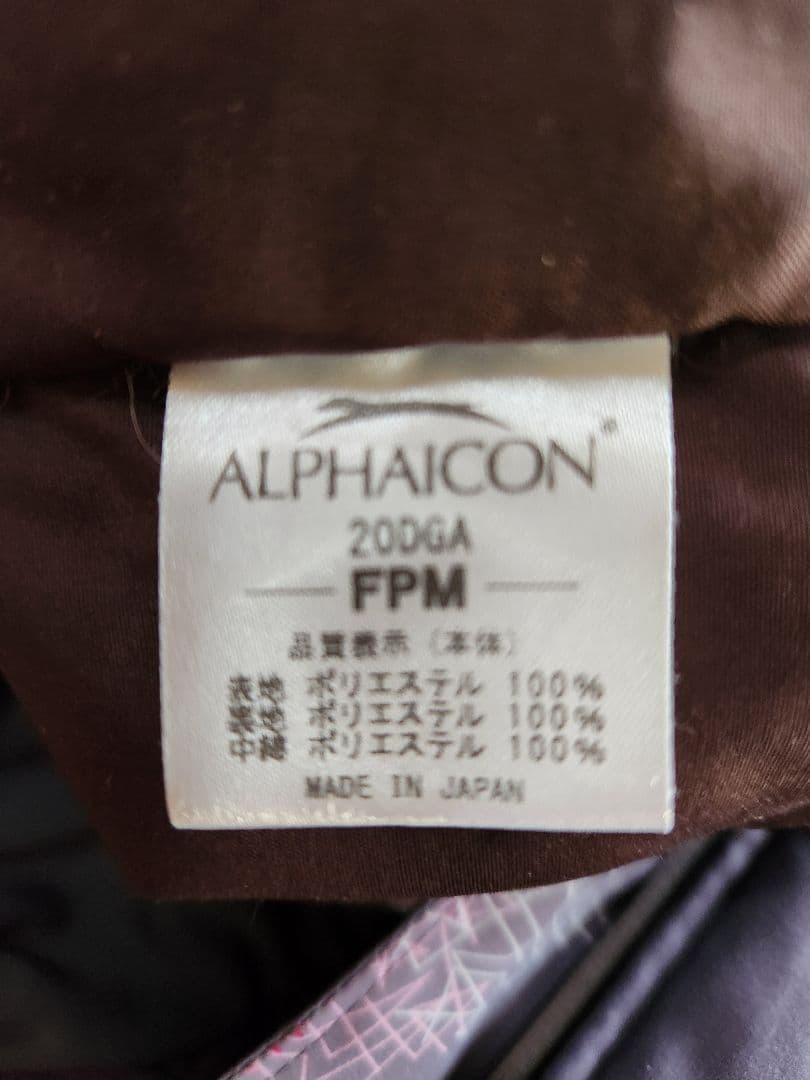 ALPHAICON®
20DGA
FPM
品質表示（本体）
表地 ポリエステル 100%
裏地 ポリエステル 100%
中綿 ポリエステル 100%
MADE IN JAPAN